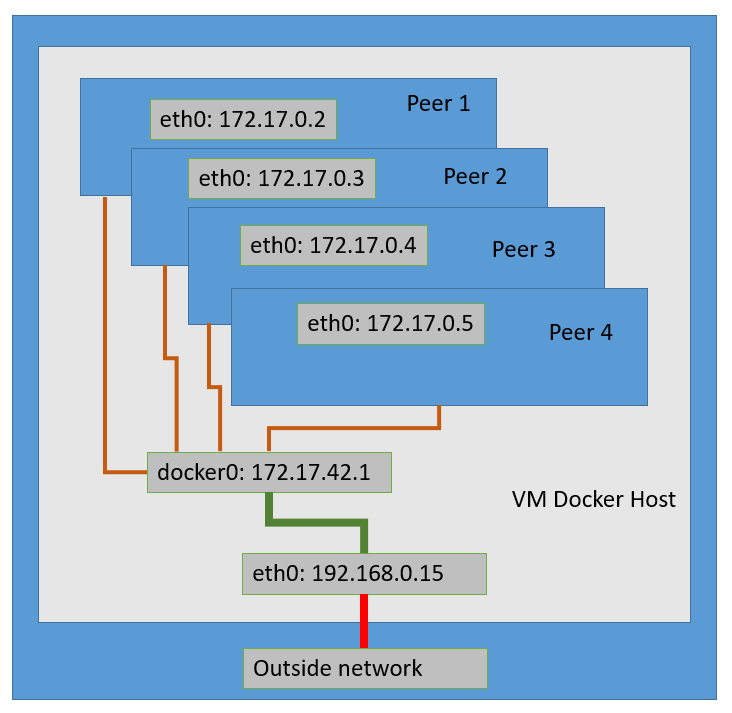 Peer 1
eth0: 172.17.0.2
Peer 2
eth0: 172.17.0.3
Peer 3
eth0: 172.17.0.4
Peer 4
eth0: 172.17.0.5
docker0: 172.17.42.1
VM Docker Host
eth0: 192.168.0.15
Outside network